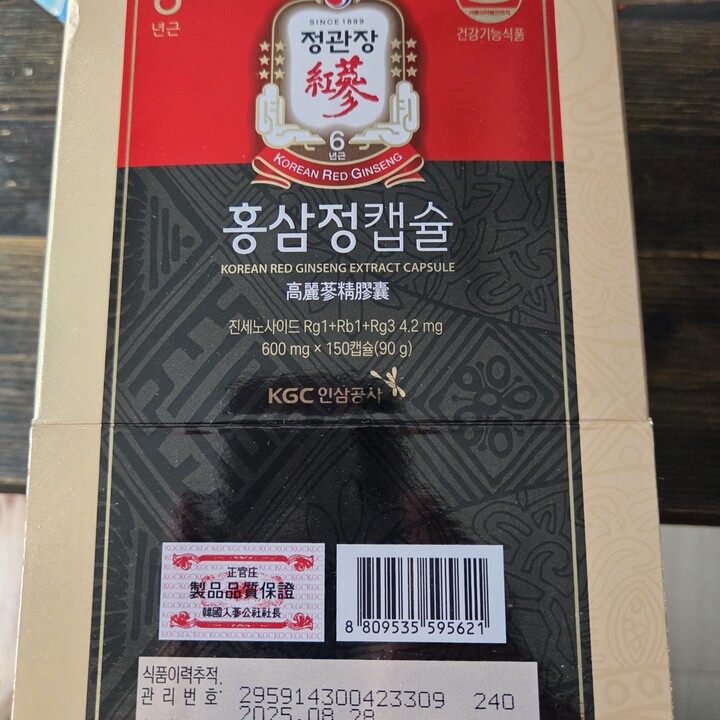 6
년근
SINCE 1899
정관장
紅蔘
6
년근
KOREAN RED GINSENG
건강기능식품
홍삼정캡슐
KOREAN RED GINSENG EXTRACT CAPSULE
高麗蔘精膠囊
진세노사이드 Rg1+Rb1+Rg3 4.2 mg
600 mg × 150캡슐(90 g)
KGC 인삼공사
正官庄
製品品質保證
韓國人蔘公社社長
8 809535 595621
식품이력추적
관리번호: 295914300423309 240
2025.08.28